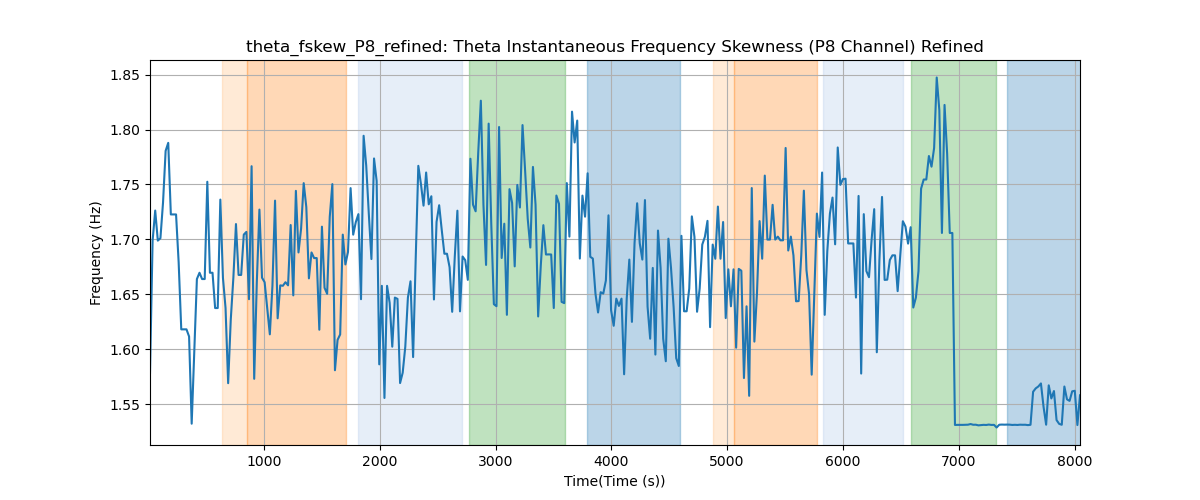 theta_fskew_P8_refined: Theta Instantaneous Frequency Skewness (P8 Channel) Refined
Frequency (Hz)
1.85
1.80
1.75
1.70
1.65
1.60
1.55
1000 2000 3000 4000 5000 6000 7000 8000
Time(Time (s))